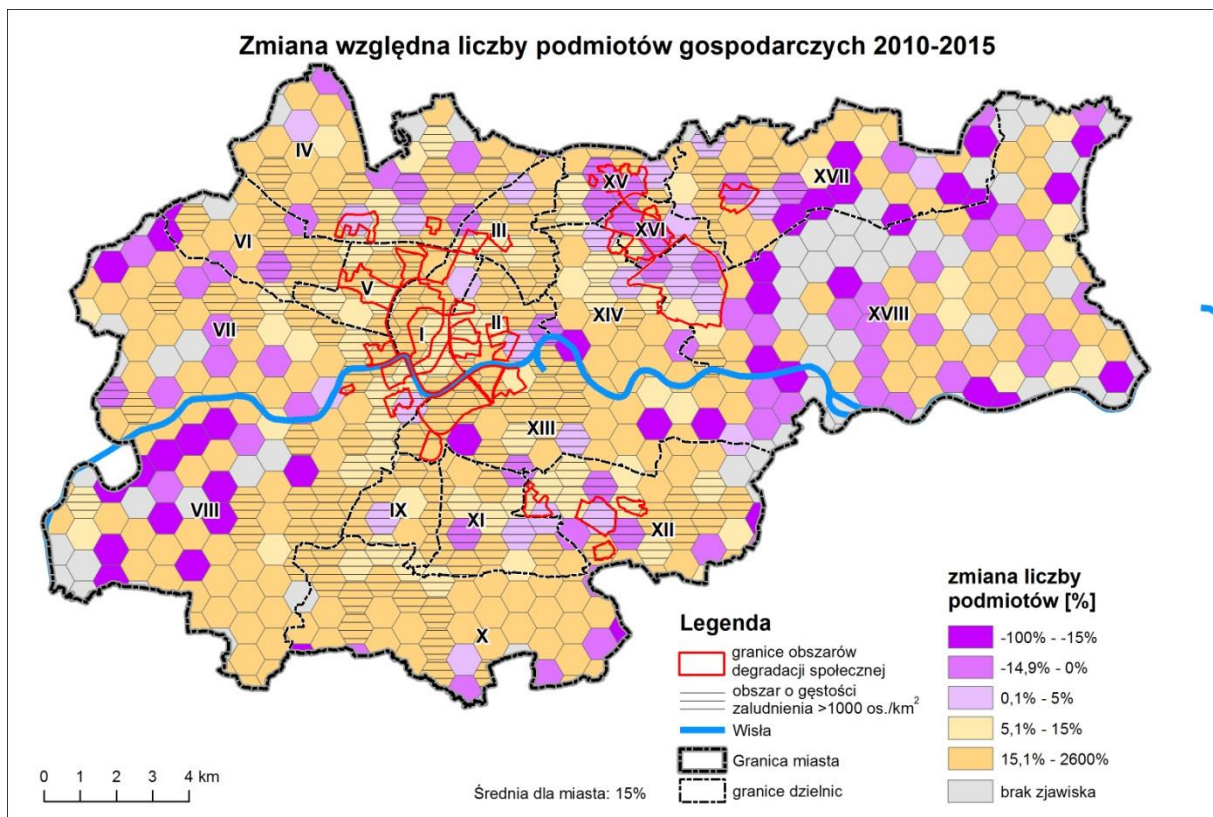 Zmiana względna liczby podmiotów gospodarczych 2010-2015
IV
XV
XVII
III
XVI
VI
V
VII
I
II
XIV
XVIII
XIII
VIII
IX
XI
XII
X
Legenda
granice obszarów
degradacji społecznej
obszar o gęstości
zaludnienia >1000 os./km²
Wisła
Granica miasta
granice dzielnic
zmiana liczby
podmiotów [%]
-100% - -15%
-14,9% - 0%
0,1% - 5%
5,1% - 15%
15,1% - 2600%
brak zjawiska
0 1 2 4 km
Średnia dla miasta: 15%